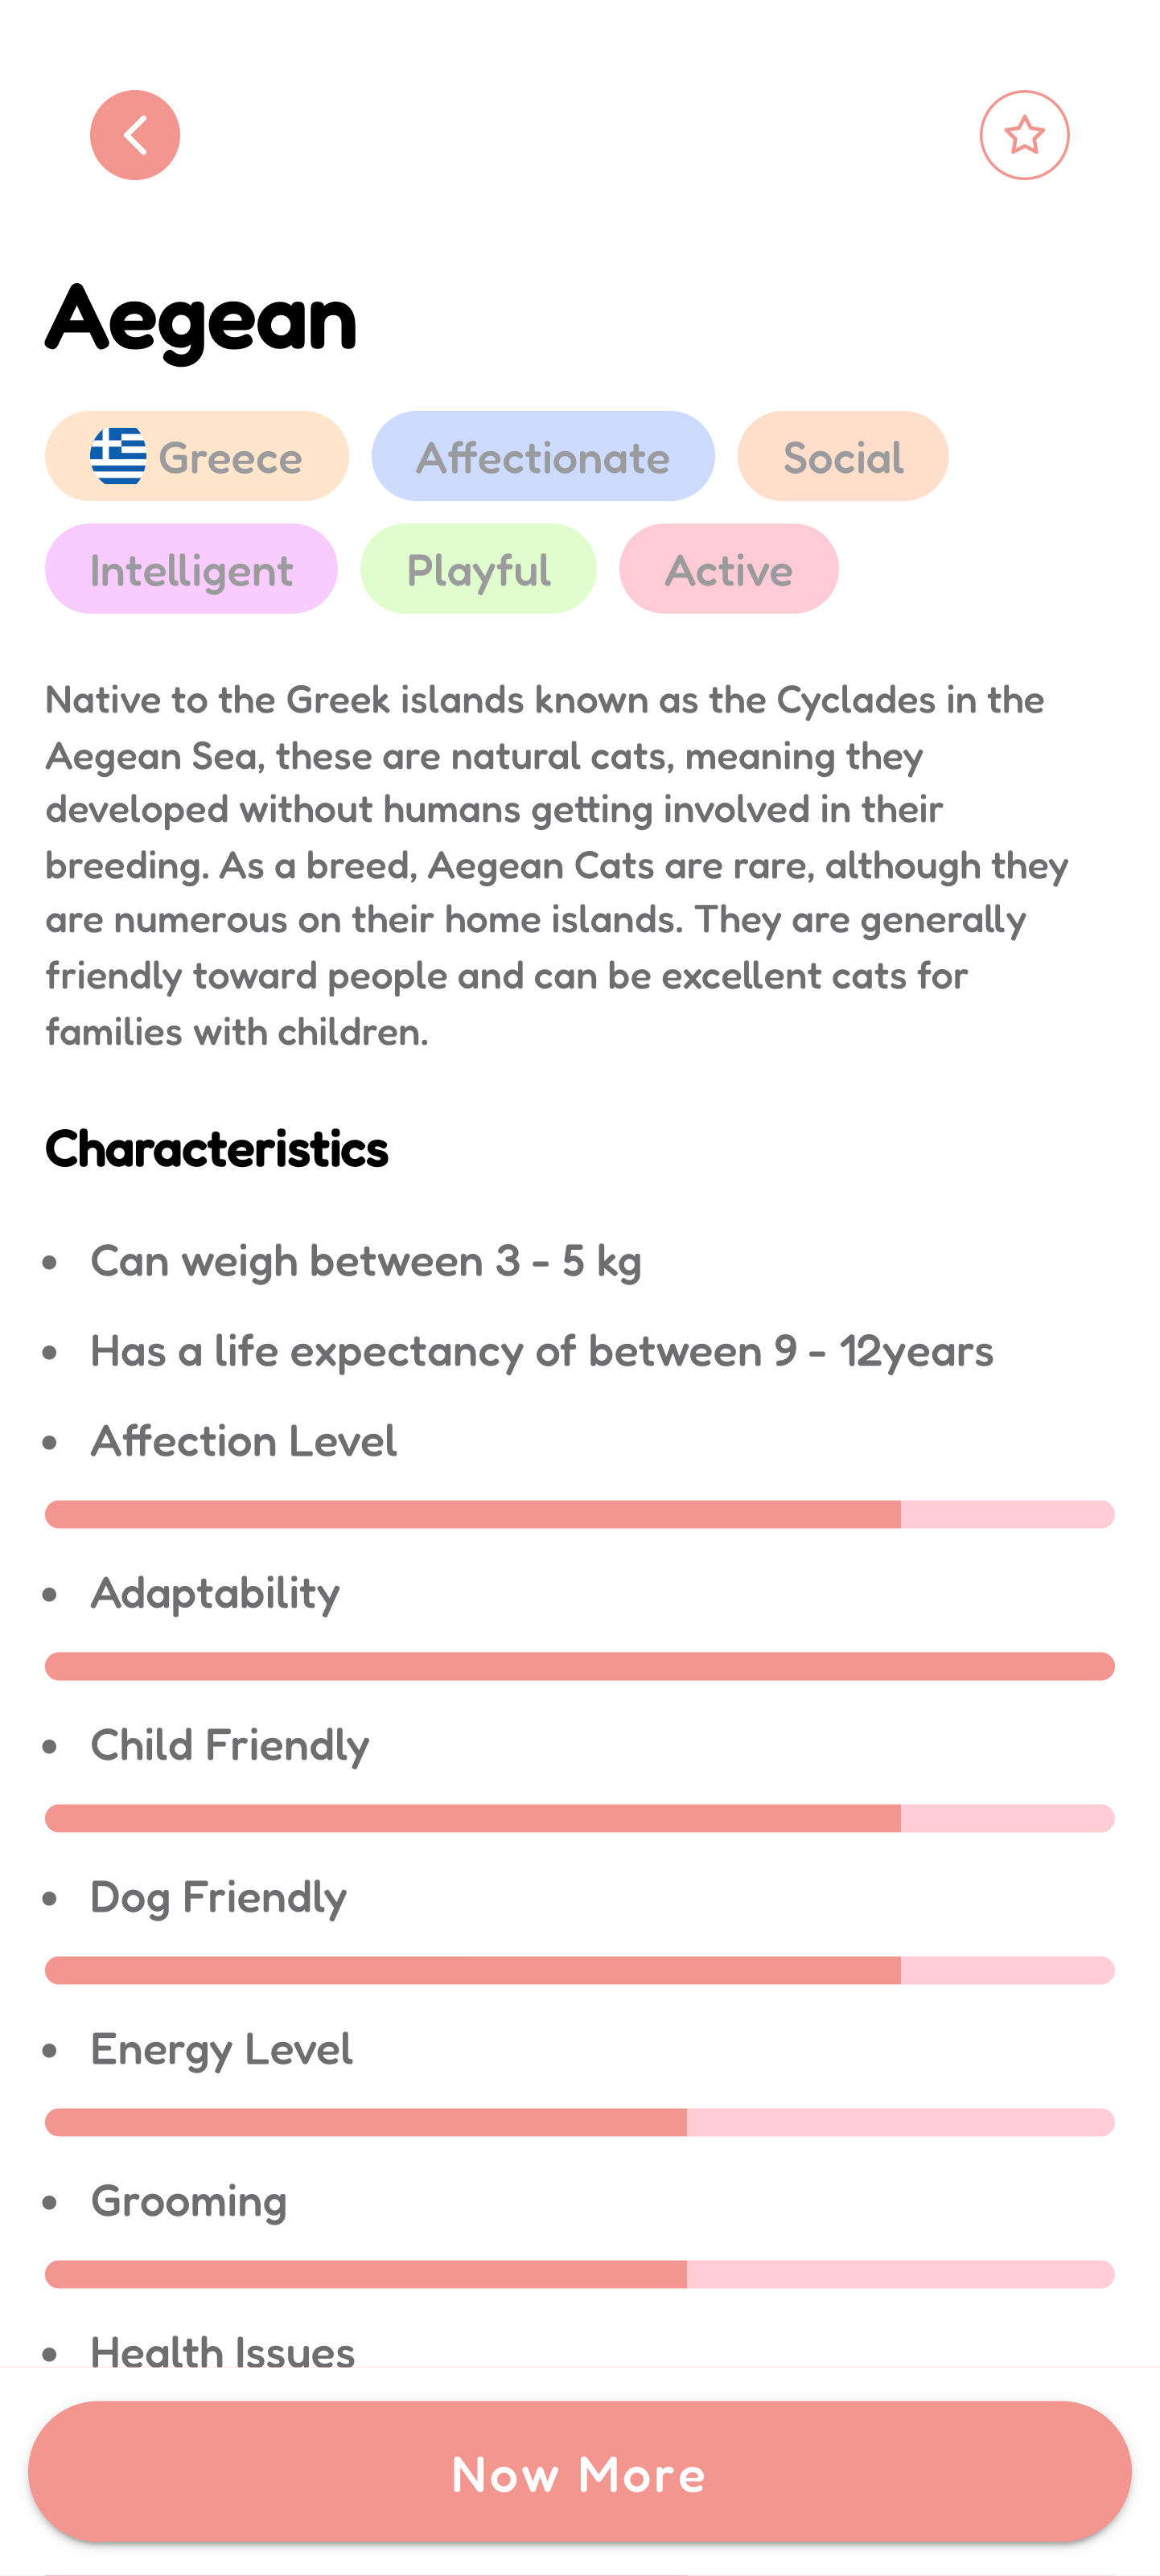 Aegean
Greece
Affectionate
Social
Intelligent
Playful
Active
Native to the Greek islands known as the Cyclades in the
Aegean Sea, these are natural cats, meaning they
developed without humans getting involved in their
breeding. As a breed, Aegean Cats are rare, although they
are numerous on their home islands. They are generally
friendly toward people and can be excellent cats for
families with children.
Characteristics
• Can weigh between 3 - 5 kg
• Has a life expectancy of between 9 - 12years
• Affection Level
• Adaptability
• Child Friendly
• Dog Friendly
• Energy Level
• Grooming
• Health Issues
Now More